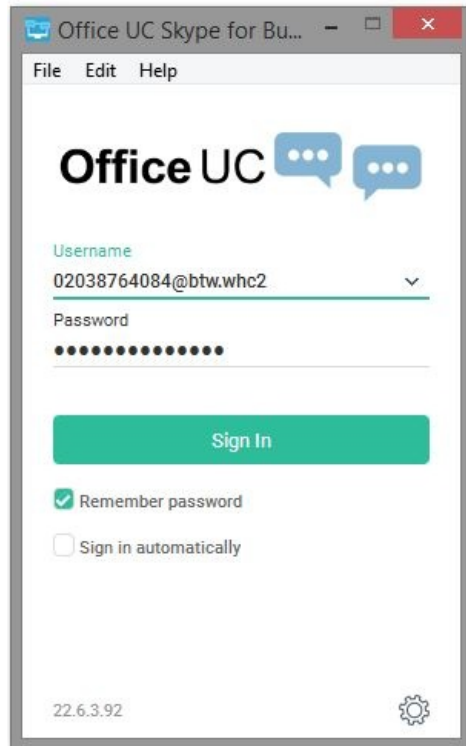 Office UC Skype for Bu...
File Edit Help
Office UC
Username
02038764084@btw.whc2
Password
●●●●●●●●●●●●●●
Sign In
Remember password
Sign in automatically
22.6.3.92